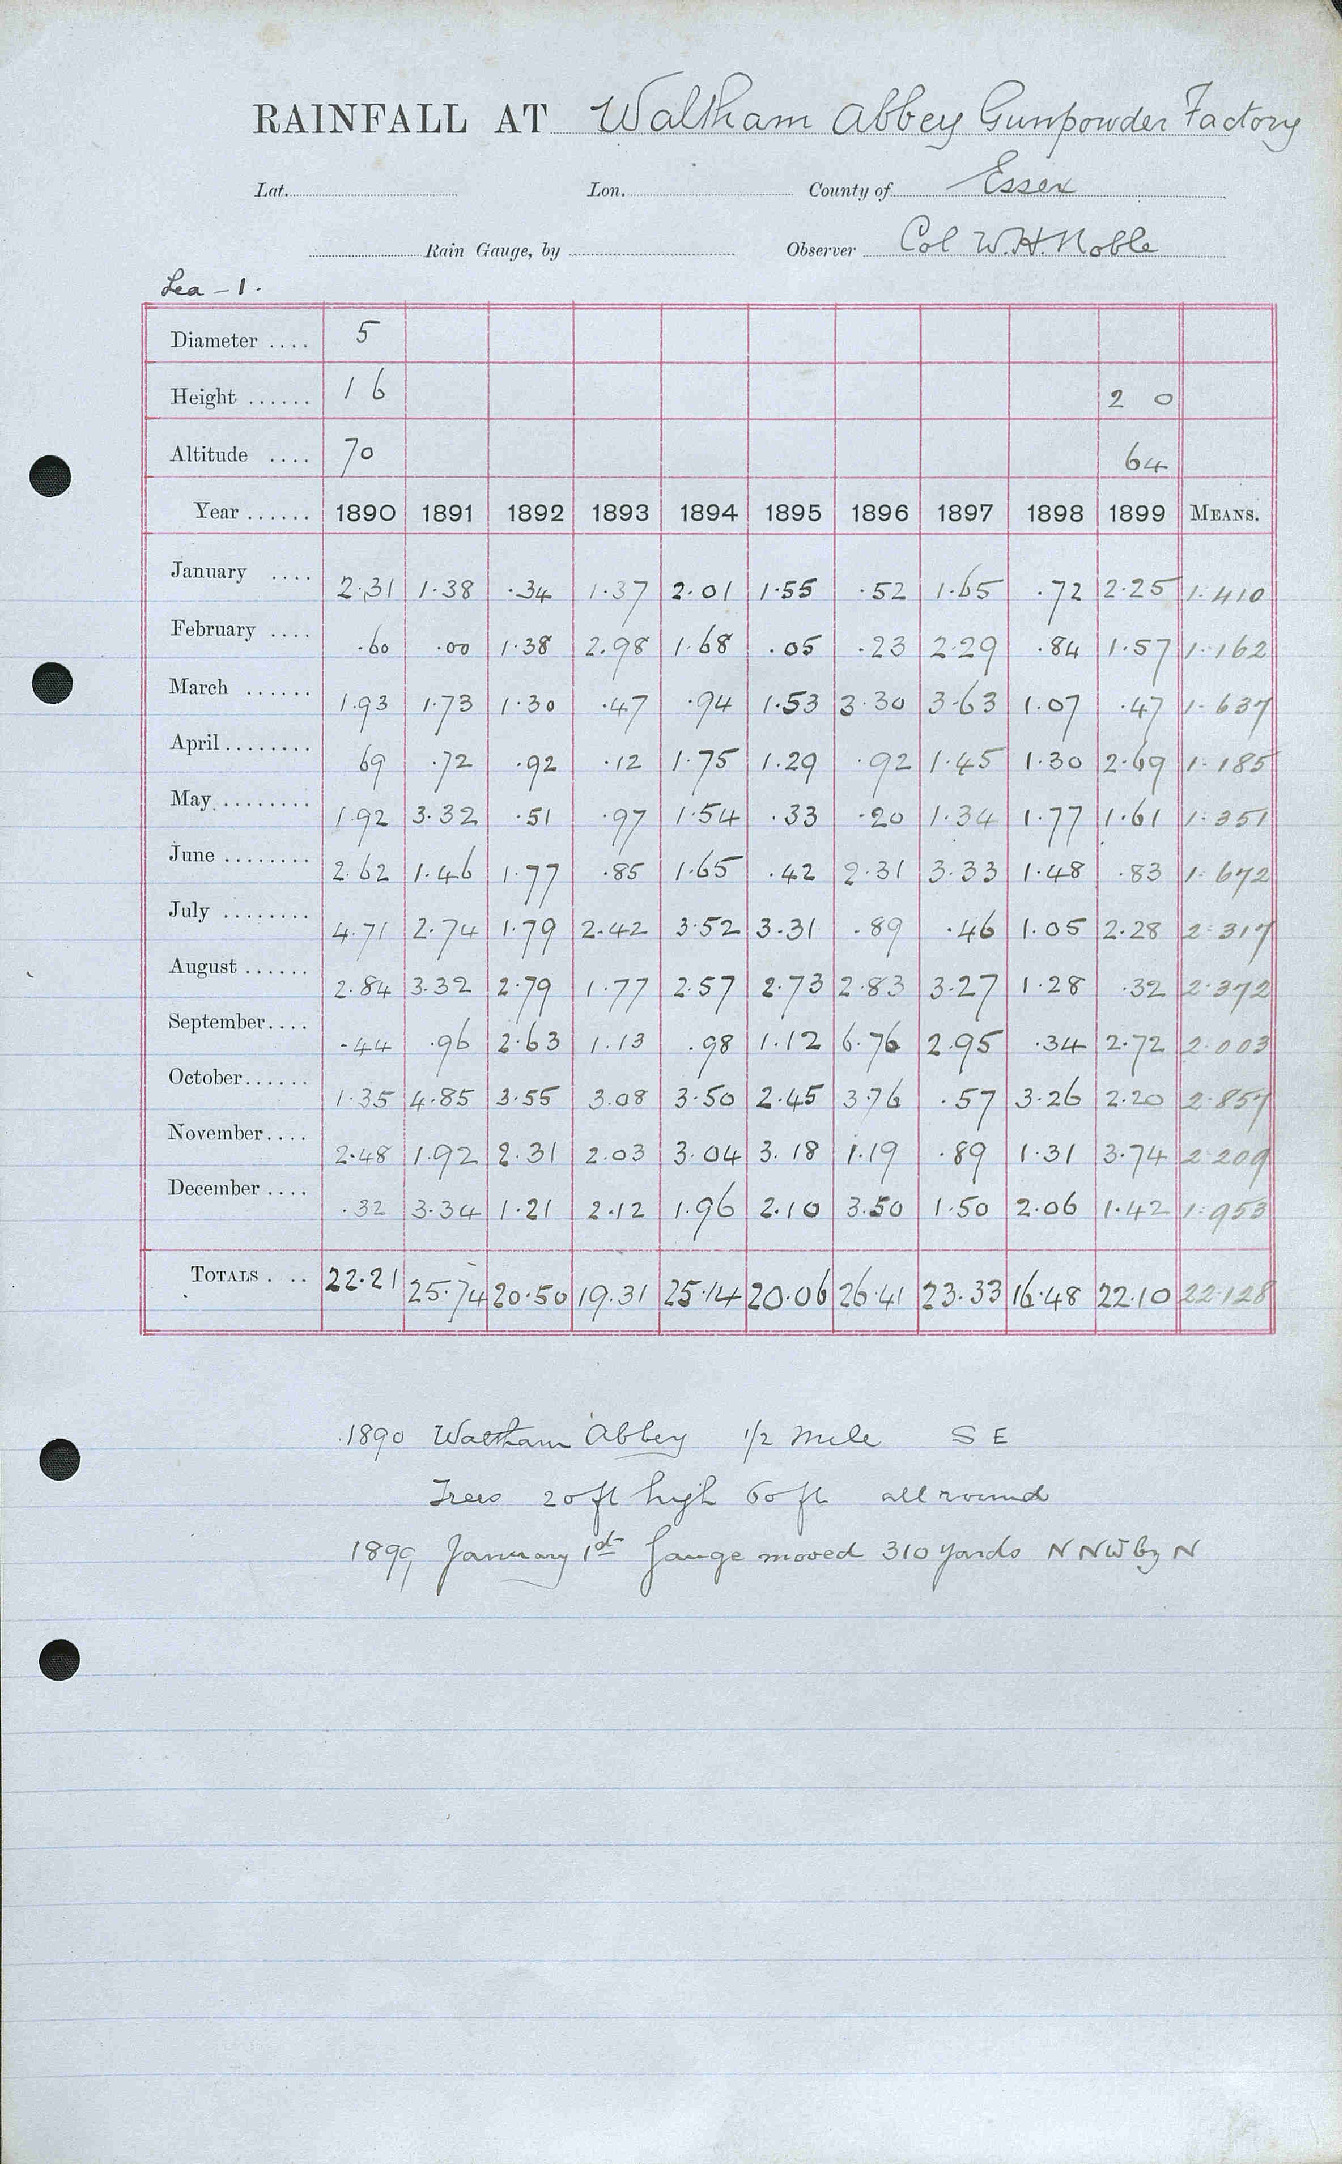 RAINFALL AT Waltham Abbey Gunpowder Factory
Lat. Lon. County of Essex
Rain Gauge, by Observer Col W.H. Noble
Lea - 1.
Diameter .... 5
Height ...... 1 6 2 0
Altitude .... 70 64
Year ...... 1890 1891 1892 1893 1894 1895 1896 1897 1898 1899 MEANS.
January .... 2.31 1.38 .34 1.37 2.01 1.55 .52 1.65 .72 2.25 1.410
February .... .60 .00 1.38 2.98 1.68 .05 .23 2.29 .84 1.57 1.162
March ...... 1.93 1.73 1.30 .47 .94 1.53 3.30 3.63 1.07 .47 1.637
April ........ 69 .72 .92 .12 1.75 1.29 .92 1.45 1.30 2.69 1.185
May ........ 1.92 3.32 .51 .97 1.54 .33 .20 1.34 1.77 1.61 1.351
June ........ 2.62 1.46 1.77 .85 1.65 .42 2.31 3.33 1.48 .83 1.672
July ........ 4.71 2.74 1.79 2.42 3.52 3.31 .89 .46 1.05 2.28 2.317
August ...... 2.84 3.32 2.79 1.77 2.57 2.73 2.83 3.27 1.28 .32 2.372
September .... .44 .96 2.63 1.13 .98 1.12 6.76 2.95 .34 2.72 2.003
October ...... 1.35 4.85 3.55 3.08 3.50 2.45 3.76 .57 3.26 2.20 2.857
November .... 2.48 1.92 2.31 2.03 3.04 3.18 1.19 .89 1.31 3.74 2.209
December .... .32 3.34 1.21 2.12 1.96 2.10 3.50 1.50 2.06 1.42 1.953
TOTALS . .. 22.21 25.74 20.50 19.31 25.14 20.06 26.41 23.33 16.48 22.10 22.128
1890 Waltham Abbey 1/2 mile S E
Trees 20 ft high 60 ft all round
1899 January 1st Gauge moved 310 yards N NW by N